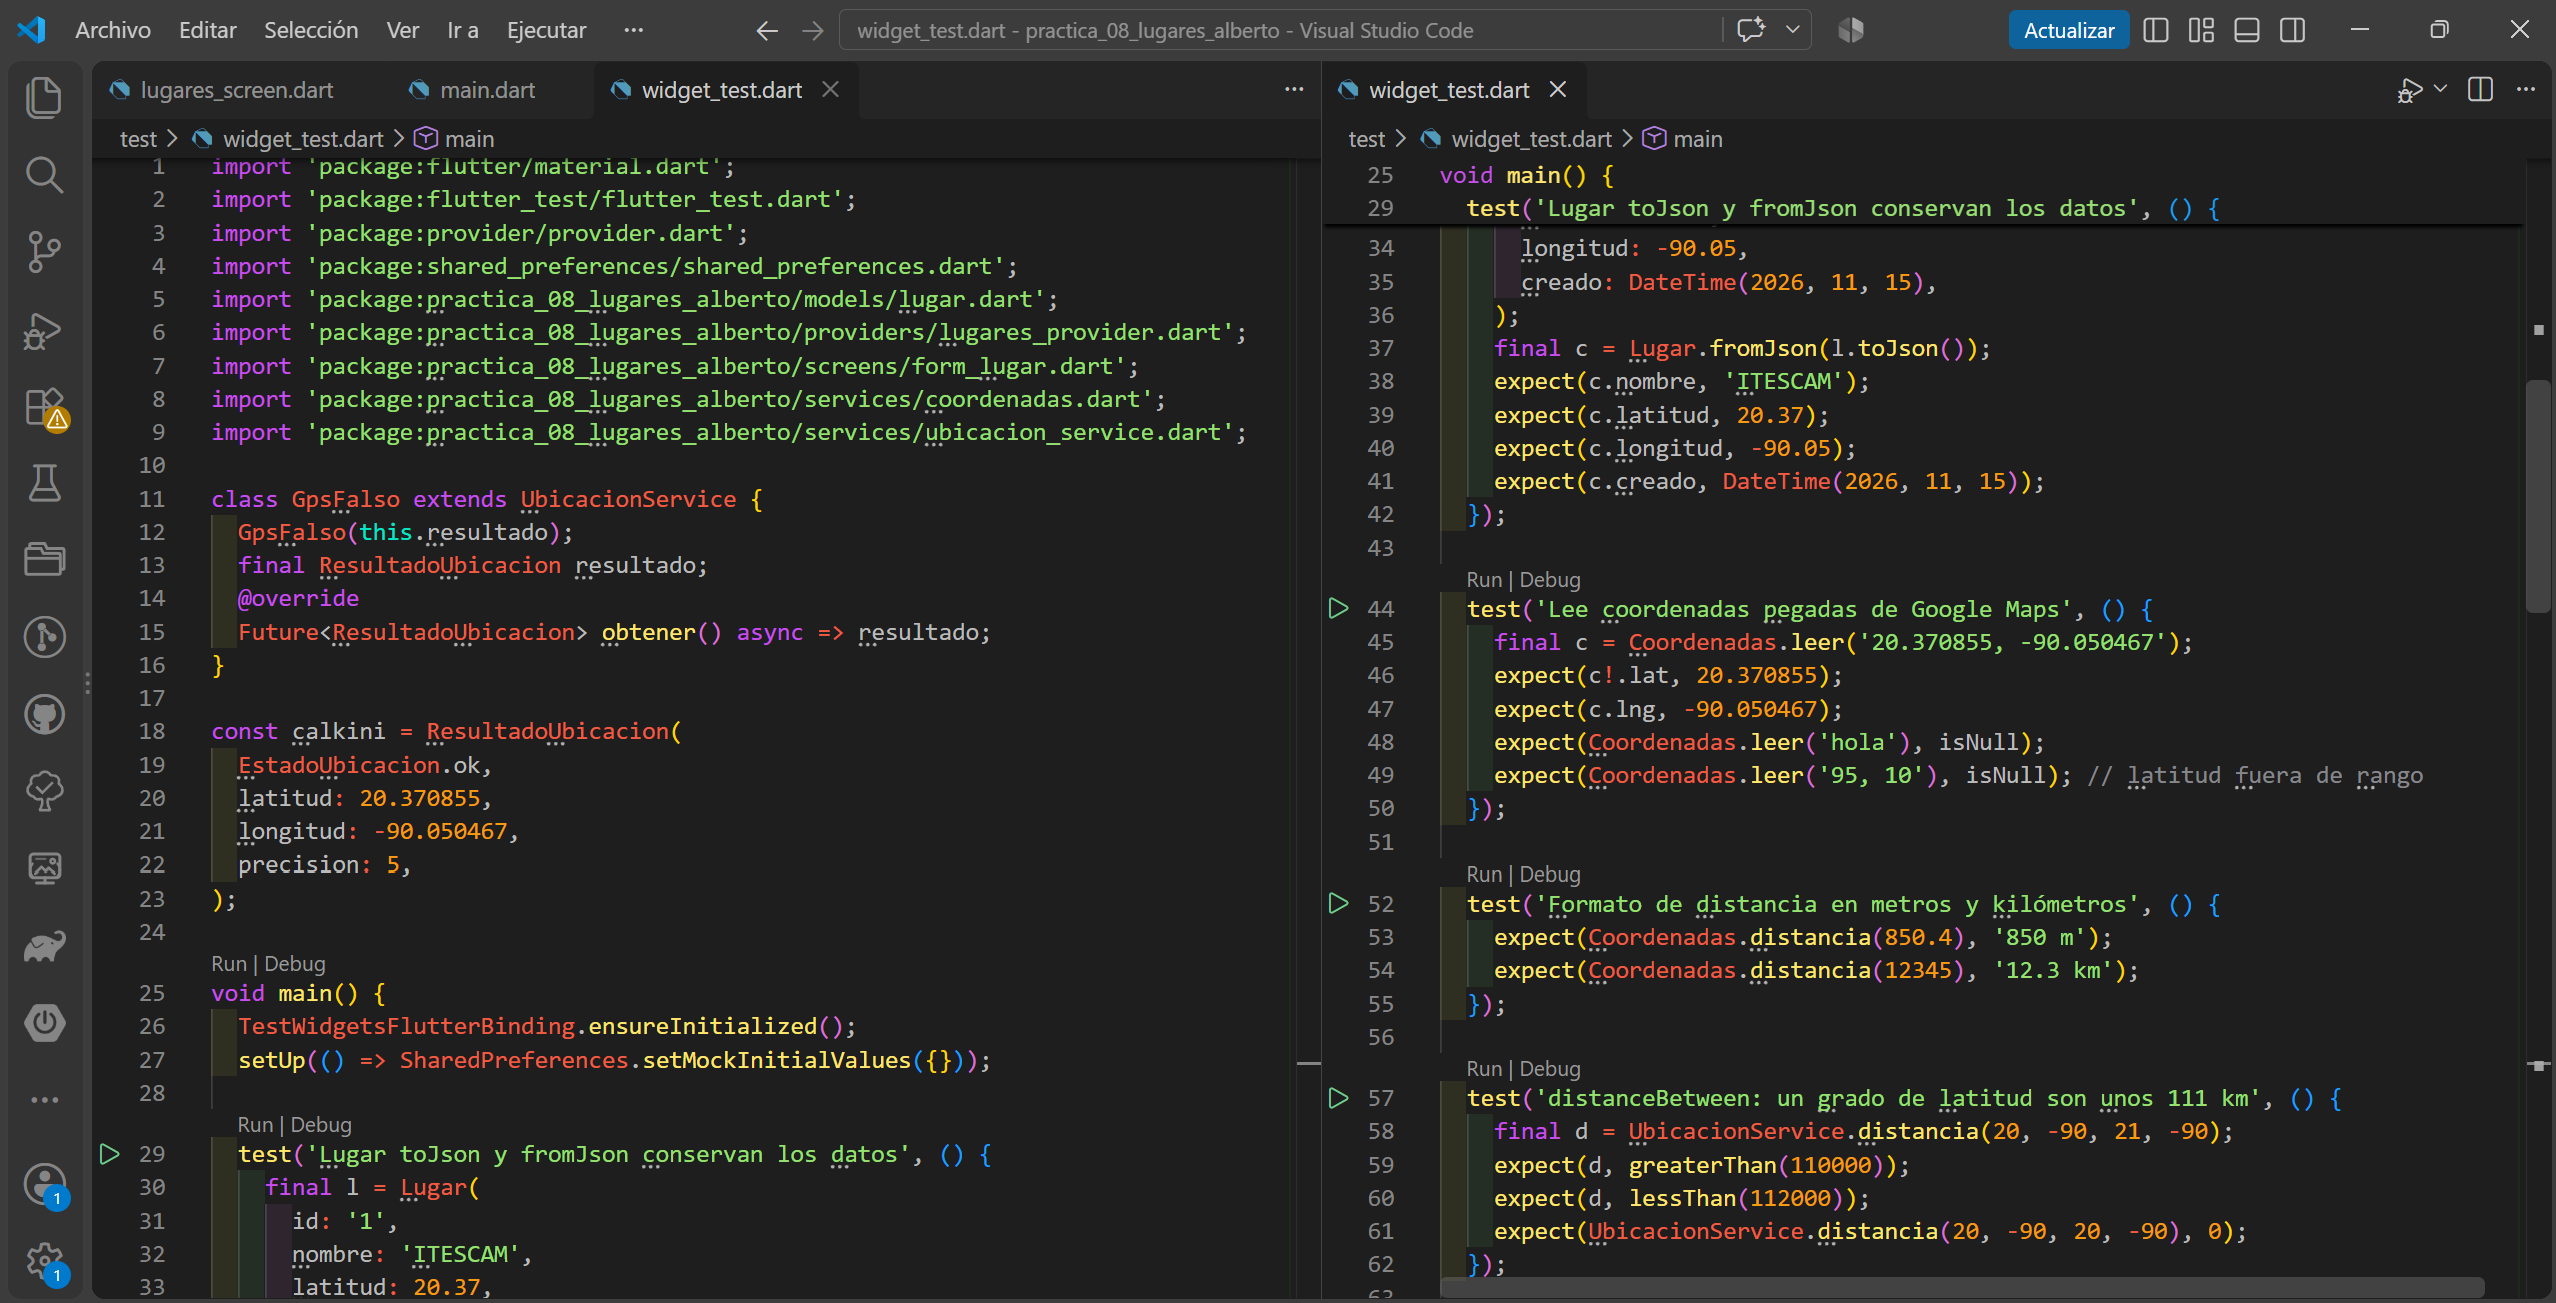 Archivo Editar Selección Ver Ir a Ejecutar ···
widget_test.dart - practica_08_lugares_alberto - Visual Studio Code
Actualizar
lugares_screen.dart main.dart widget_test.dart
test > widget_test.dart > main
1 import 'package:flutter/material.dart';
2 import 'package:flutter_test/flutter_test.dart';
3 import 'package:provider/provider.dart';
4 import 'package:shared_preferences/shared_preferences.dart';
5 import 'package:practica_08_lugares_alberto/models/lugar.dart';
6 import 'package:practica_08_lugares_alberto/providers/lugares_provider.dart';
7 import 'package:practica_08_lugares_alberto/screens/form_lugar.dart';
8 import 'package:practica_08_lugares_alberto/services/coordenadas.dart';
9 import 'package:practica_08_lugares_alberto/services/ubicacion_service.dart';
10
11 class GpsFalso extends UbicacionService {
12 GpsFalso(this.resultado);
13 final ResultadoUbicacion resultado;
14 @override
15 Future<ResultadoUbicacion> obtener() async => resultado;
16 }
17
18 const calkini = ResultadoUbicacion(
19 EstadoUbicacion.ok,
20 latitud: 20.370855,
21 longitud: -90.050467,
22 precision: 5,
23 );
24
Run | Debug
25 void main() {
26 TestWidgetsFlutterBinding.ensureInitialized();
27 setUp(() => SharedPreferences.setMockInitialValues({}));
28
Run | Debug
29 test('Lugar toJson y fromJson conservan los datos', () {
30 final l = Lugar(
31 id: '1',
32 nombre: 'ITESCAM',
33 latitud: 20.37,
widget_test.dart
test > widget_test.dart > main
25 void main() {
29 test('Lugar toJson y fromJson conservan los datos', () {
34 longitud: -90.05,
35 creado: DateTime(2026, 11, 15),
36 );
37 final c = Lugar.fromJson(l.toJson());
38 expect(c.nombre, 'ITESCAM');
39 expect(c.latitud, 20.37);
40 expect(c.longitud, -90.05);
41 expect(c.creado, DateTime(2026, 11, 15));
42 });
43
Run | Debug
44 test('Lee coordenadas pegadas de Google Maps', () {
45 final c = Coordenadas.leer('20.370855, -90.050467');
46 expect(c!.lat, 20.370855);
47 expect(c.lng, -90.050467);
48 expect(Coordenadas.leer('hola'), isNull);
49 expect(Coordenadas.leer('95, 10'), isNull); // latitud fuera de rango
50 });
51
Run | Debug
52 test('Formato de distancia en metros y kilómetros', () {
53 expect(Coordenadas.distancia(850.4), '850 m');
54 expect(Coordenadas.distancia(12345), '12.3 km');
55 });
56
Run | Debug
57 test('distanceBetween: un grado de latitud son unos 111 km', () {
58 final d = UbicacionService.distancia(20, -90, 21, -90);
59 expect(d, greaterThan(110000));
60 expect(d, lessThan(112000));
61 expect(UbicacionService.distancia(20, -90, 20, -90), 0);
62 });
63
1
1